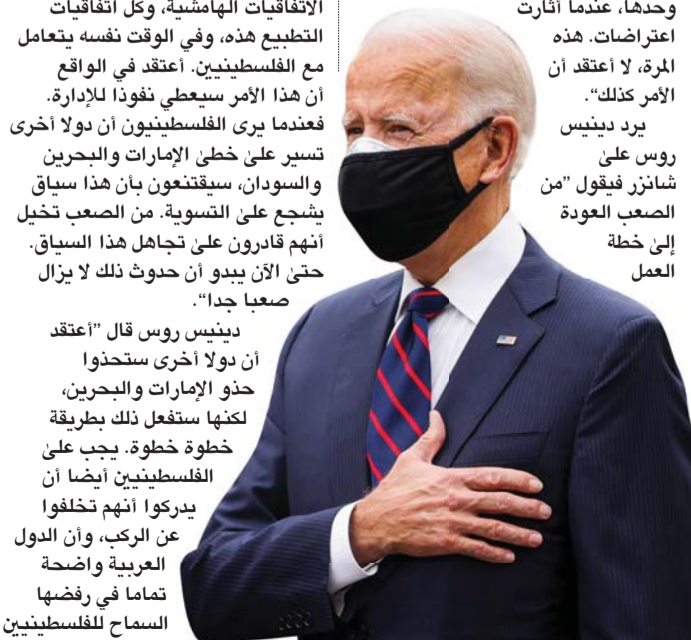 وحدها، عندما أثارت
اعتراضات. هذه
المرة، لا أعتقد أن
الأمر كذلك“.
يرد دينيس
روس علىٰ
شانزر فيقول ”من
الصعب العودة
إلىٰ خطة
العمل
الاتفاقيات الهامشية، وكل اتفاقيات
التطبيع هذه، وفي الوقت نفسه يتعامل
مع الفلسطينيين. أعتقد في الواقع
أن هذا الأمر سيعطي نفوذا للإدارة.
فعندما يرى الفلسطينيون أن دولا أخرى
تسير علىٰ خطىٰ الإمارات والبحرين
والسودان، سيقتنعون بأن هذا سياق
يشجع علىٰ التسوية. من الصعب تخيل
أنهم قادرون علىٰ تجاهل هذا السياق.
حتىٰ الآن يبدو أن حدوث ذلك لا يزال
صعبا جدا“.
دينيس روس قال ”أعتقد
أن دولا أخرى ستحذوا
حذو الإمارات والبحرين،
لكنها ستفعل ذلك بطريقة
خطوة خطوة. يجب علىٰ
الفلسطينيين أيضا أن
يدركوا أنهم تخلفوا
عن الركب، وأن الدول
العربية واضحة
تماما في رفضها
السماح للفلسطينيين